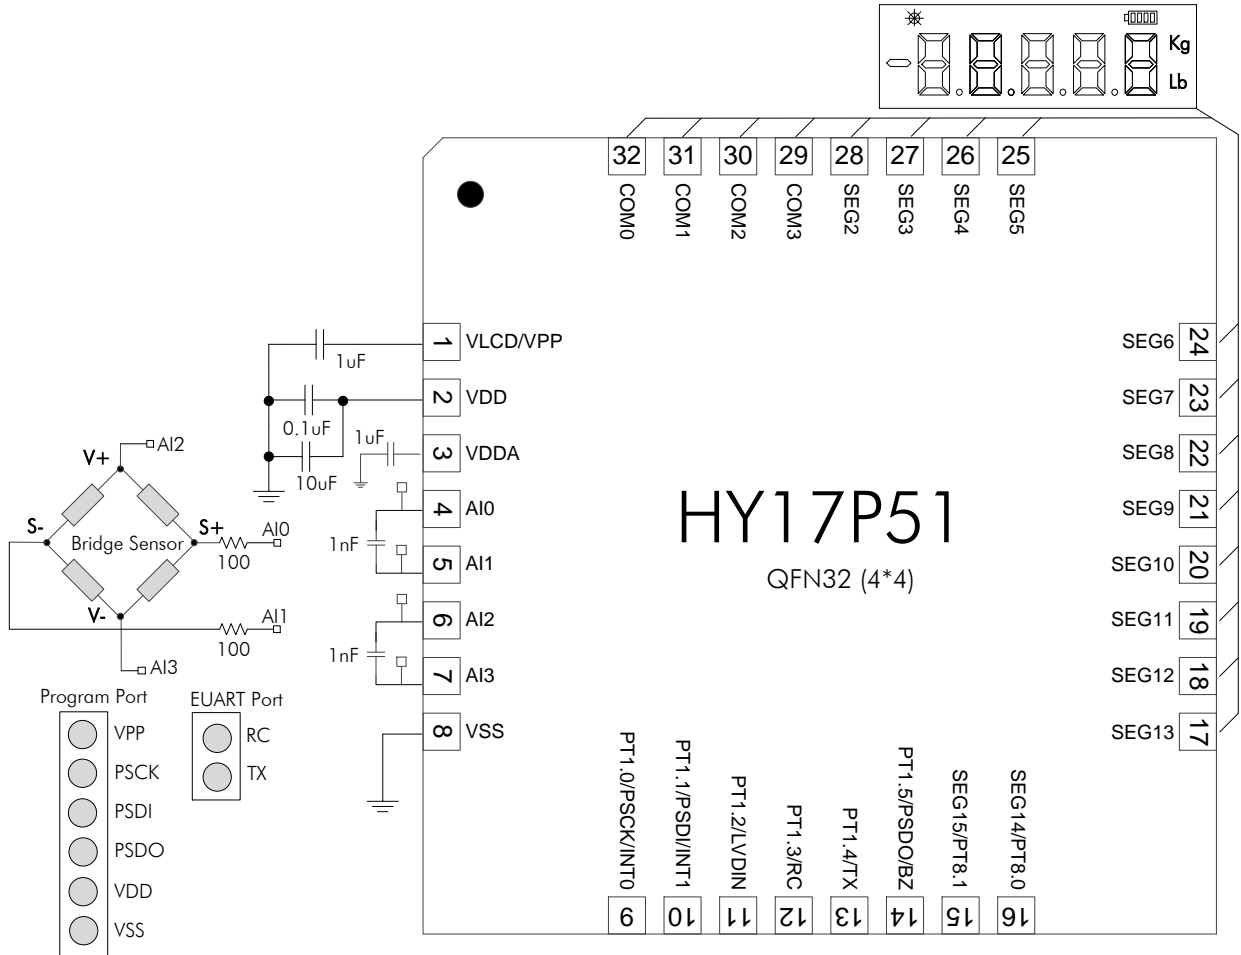 Kg
Lb
32
31
30
29
28
27
26
25
COM0
COM1
COM2
COM3
SEG2
SEG3
SEG4
SEG5
1uF
1
VLCD/VPP
0.1uF
2
VDD
10uF
1uF
3
VDDA
4
AI0
1nF
5
AI1
6
AI2
1nF
7
AI3
8
VSS
HY17P51
QFN32 (4*4)
SEG6
24
SEG7
23
SEG8
22
SEG9
21
SEG10
20
SEG11
19
SEG12
18
SEG13
17
AI2
V+
S-
Bridge Sensor
S+
AI0
100
V-
AI1
100
AI3
Program Port
VPP
PSCK
PSDI
PSDO
VDD
VSS
EUART Port
RC
TX
PT1.0/PSCK/INT0
PT1.1/PSDI/INT1
PT1.2/LVDIN
PT1.3/RC
PT1.4/TX
PT1.5/PSDO/BZ
SEG15/PT8.1
SEG14/PT8.0
9
10
11
12
13
14
15
16